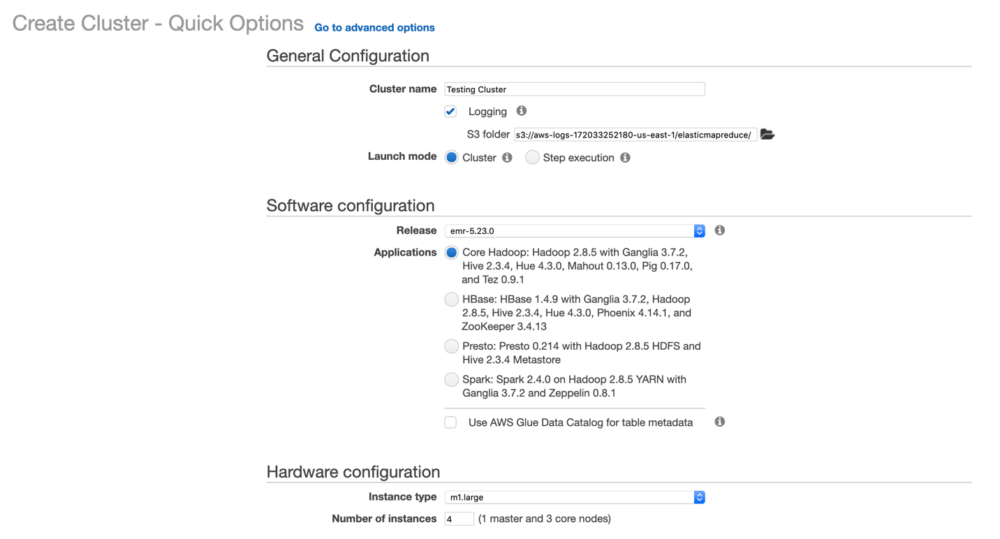 Create Cluster - Quick Options Go to advanced options
General Configuration
Cluster name Testing Cluster
Logging
S3 folder s3://aws-logs-172033252180-us-east-1/elasticmapreduce/
Launch mode Cluster Step execution
Software configuration
Release emr-5.23.0
Applications Core Hadoop: Hadoop 2.8.5 with Ganglia 3.7.2,
Hive 2.3.4, Hue 4.3.0, Mahout 0.13.0, Pig 0.17.0,
and Tez 0.9.1
HBase: HBase 1.4.9 with Ganglia 3.7.2, Hadoop
2.8.5, Hive 2.3.4, Hue 4.3.0, Phoenix 4.14.1, and
ZooKeeper 3.4.13
Presto: Presto 0.214 with Hadoop 2.8.5 HDFS and
Hive 2.3.4 Metastore
Spark: Spark 2.4.0 on Hadoop 2.8.5 YARN with
Ganglia 3.7.2 and Zeppelin 0.8.1
Use AWS Glue Data Catalog for table metadata
Hardware configuration
Instance type m1.large
Number of instances 4 (1 master and 3 core nodes)